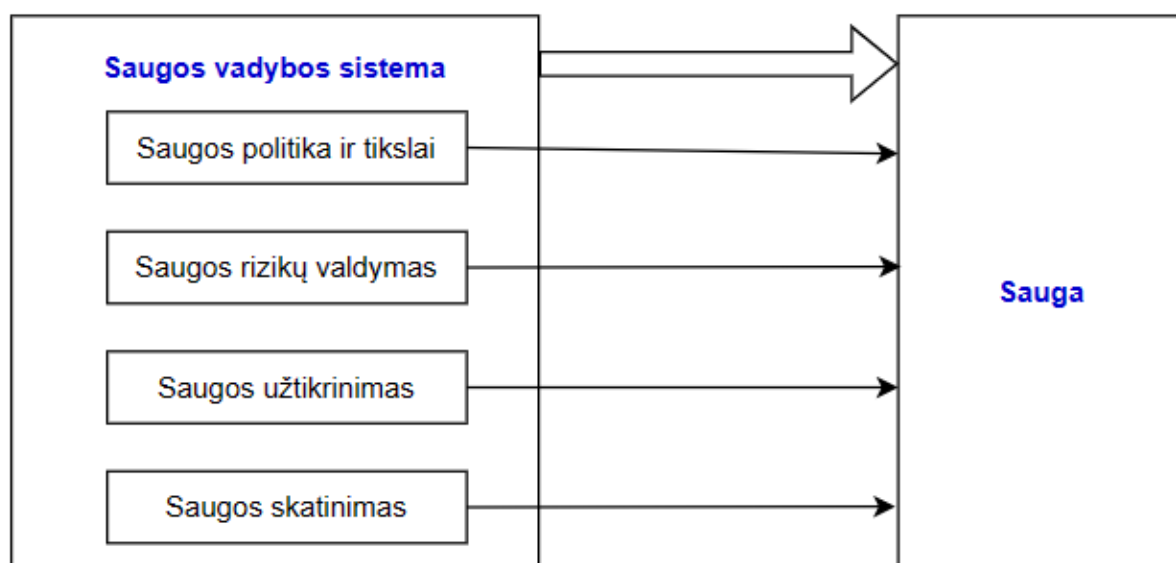 Saugos vadybos sistema
Saugos politika ir tikslai
Saugos rizikų valdymas
Saugos užtikrinimas
Saugos skatinimas
Sauga